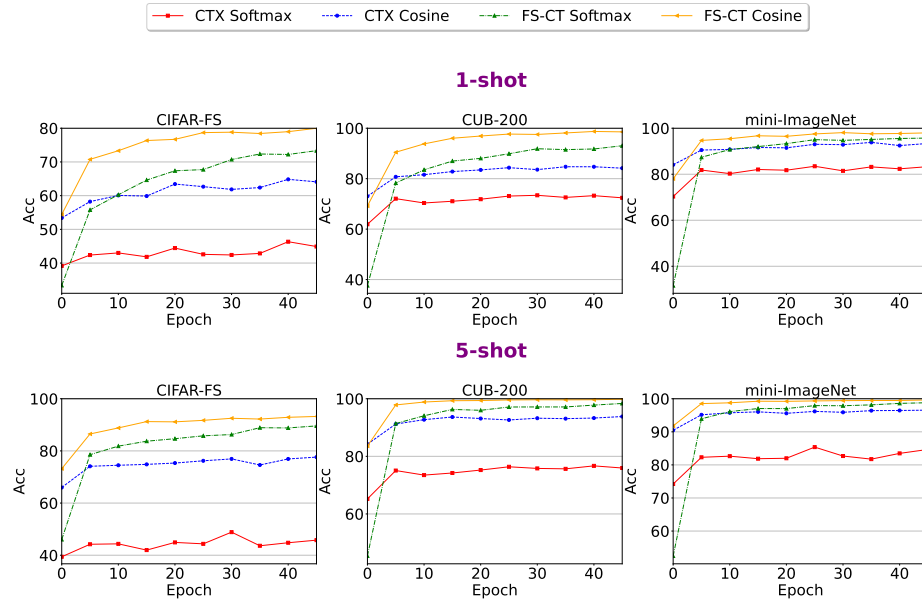 CTX Softmax CTX Cosine FS-CT Softmax FS-CT Cosine
1-shot
CIFAR-FS CUB-200 mini-ImageNet
80 100 100
70 80 80
60
50 60 60
40 40 40
Acc Acc Acc
0 10 20 30 40 0 10 20 30 40 0 10 20 30 40
Epoch Epoch Epoch
5-shot
CIFAR-FS CUB-200 mini-ImageNet
100 100 100
90
80 80 80
70
60 60 60
40
Acc Acc Acc
0 10 20 30 40 0 10 20 30 40 0 10 20 30 40
Epoch Epoch Epoch